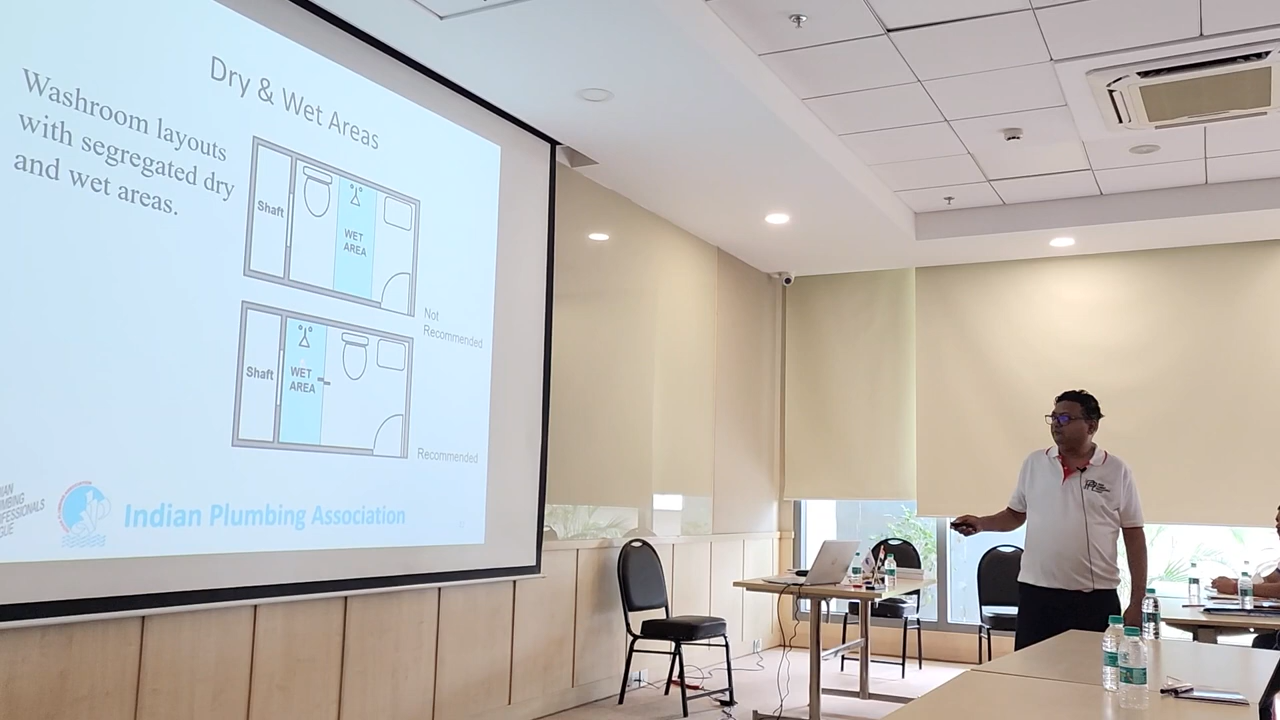 Dry & Wet Areas
Washroom layouts
with segregated dry
and wet areas.
Shaft
WET
AREA
Not
Recommended
Shaft
WET
AREA
Recommended
Indian Plumbing Association